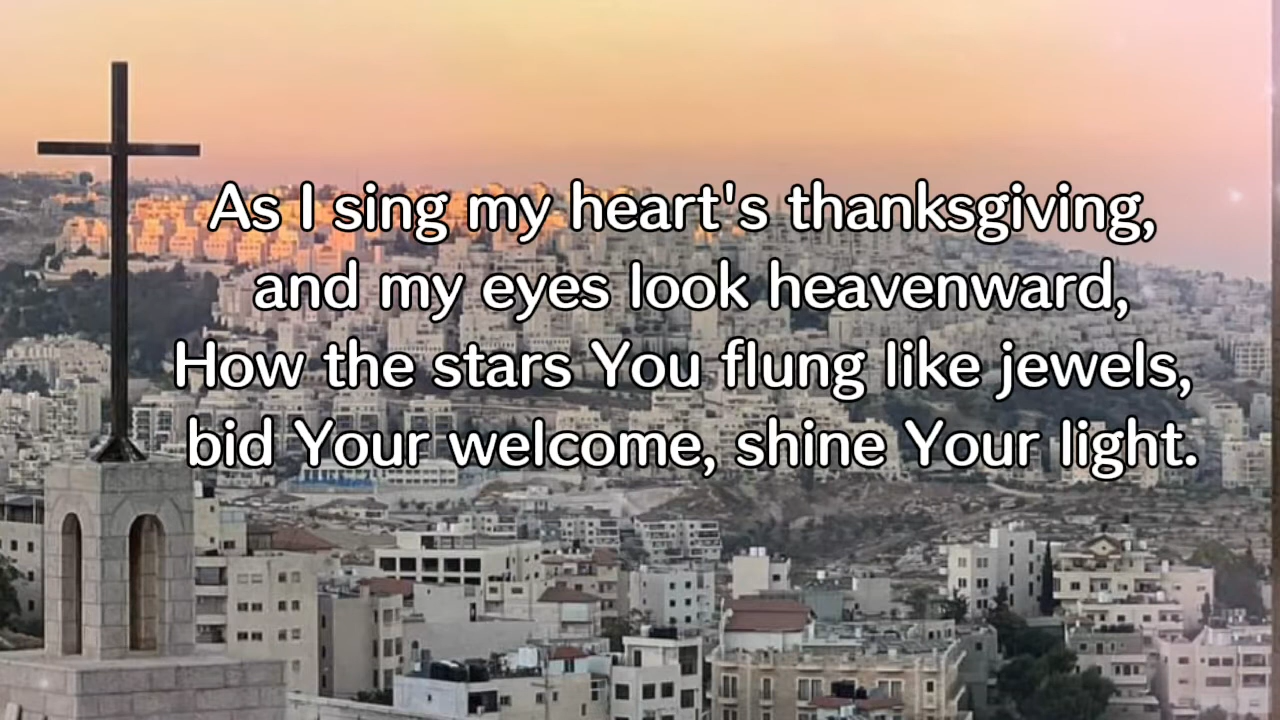 As I sing my heart's thanksgiving,
and my eyes look heavenward,
How the stars You flung like jewels,
bid Your welcome, shine Your light.